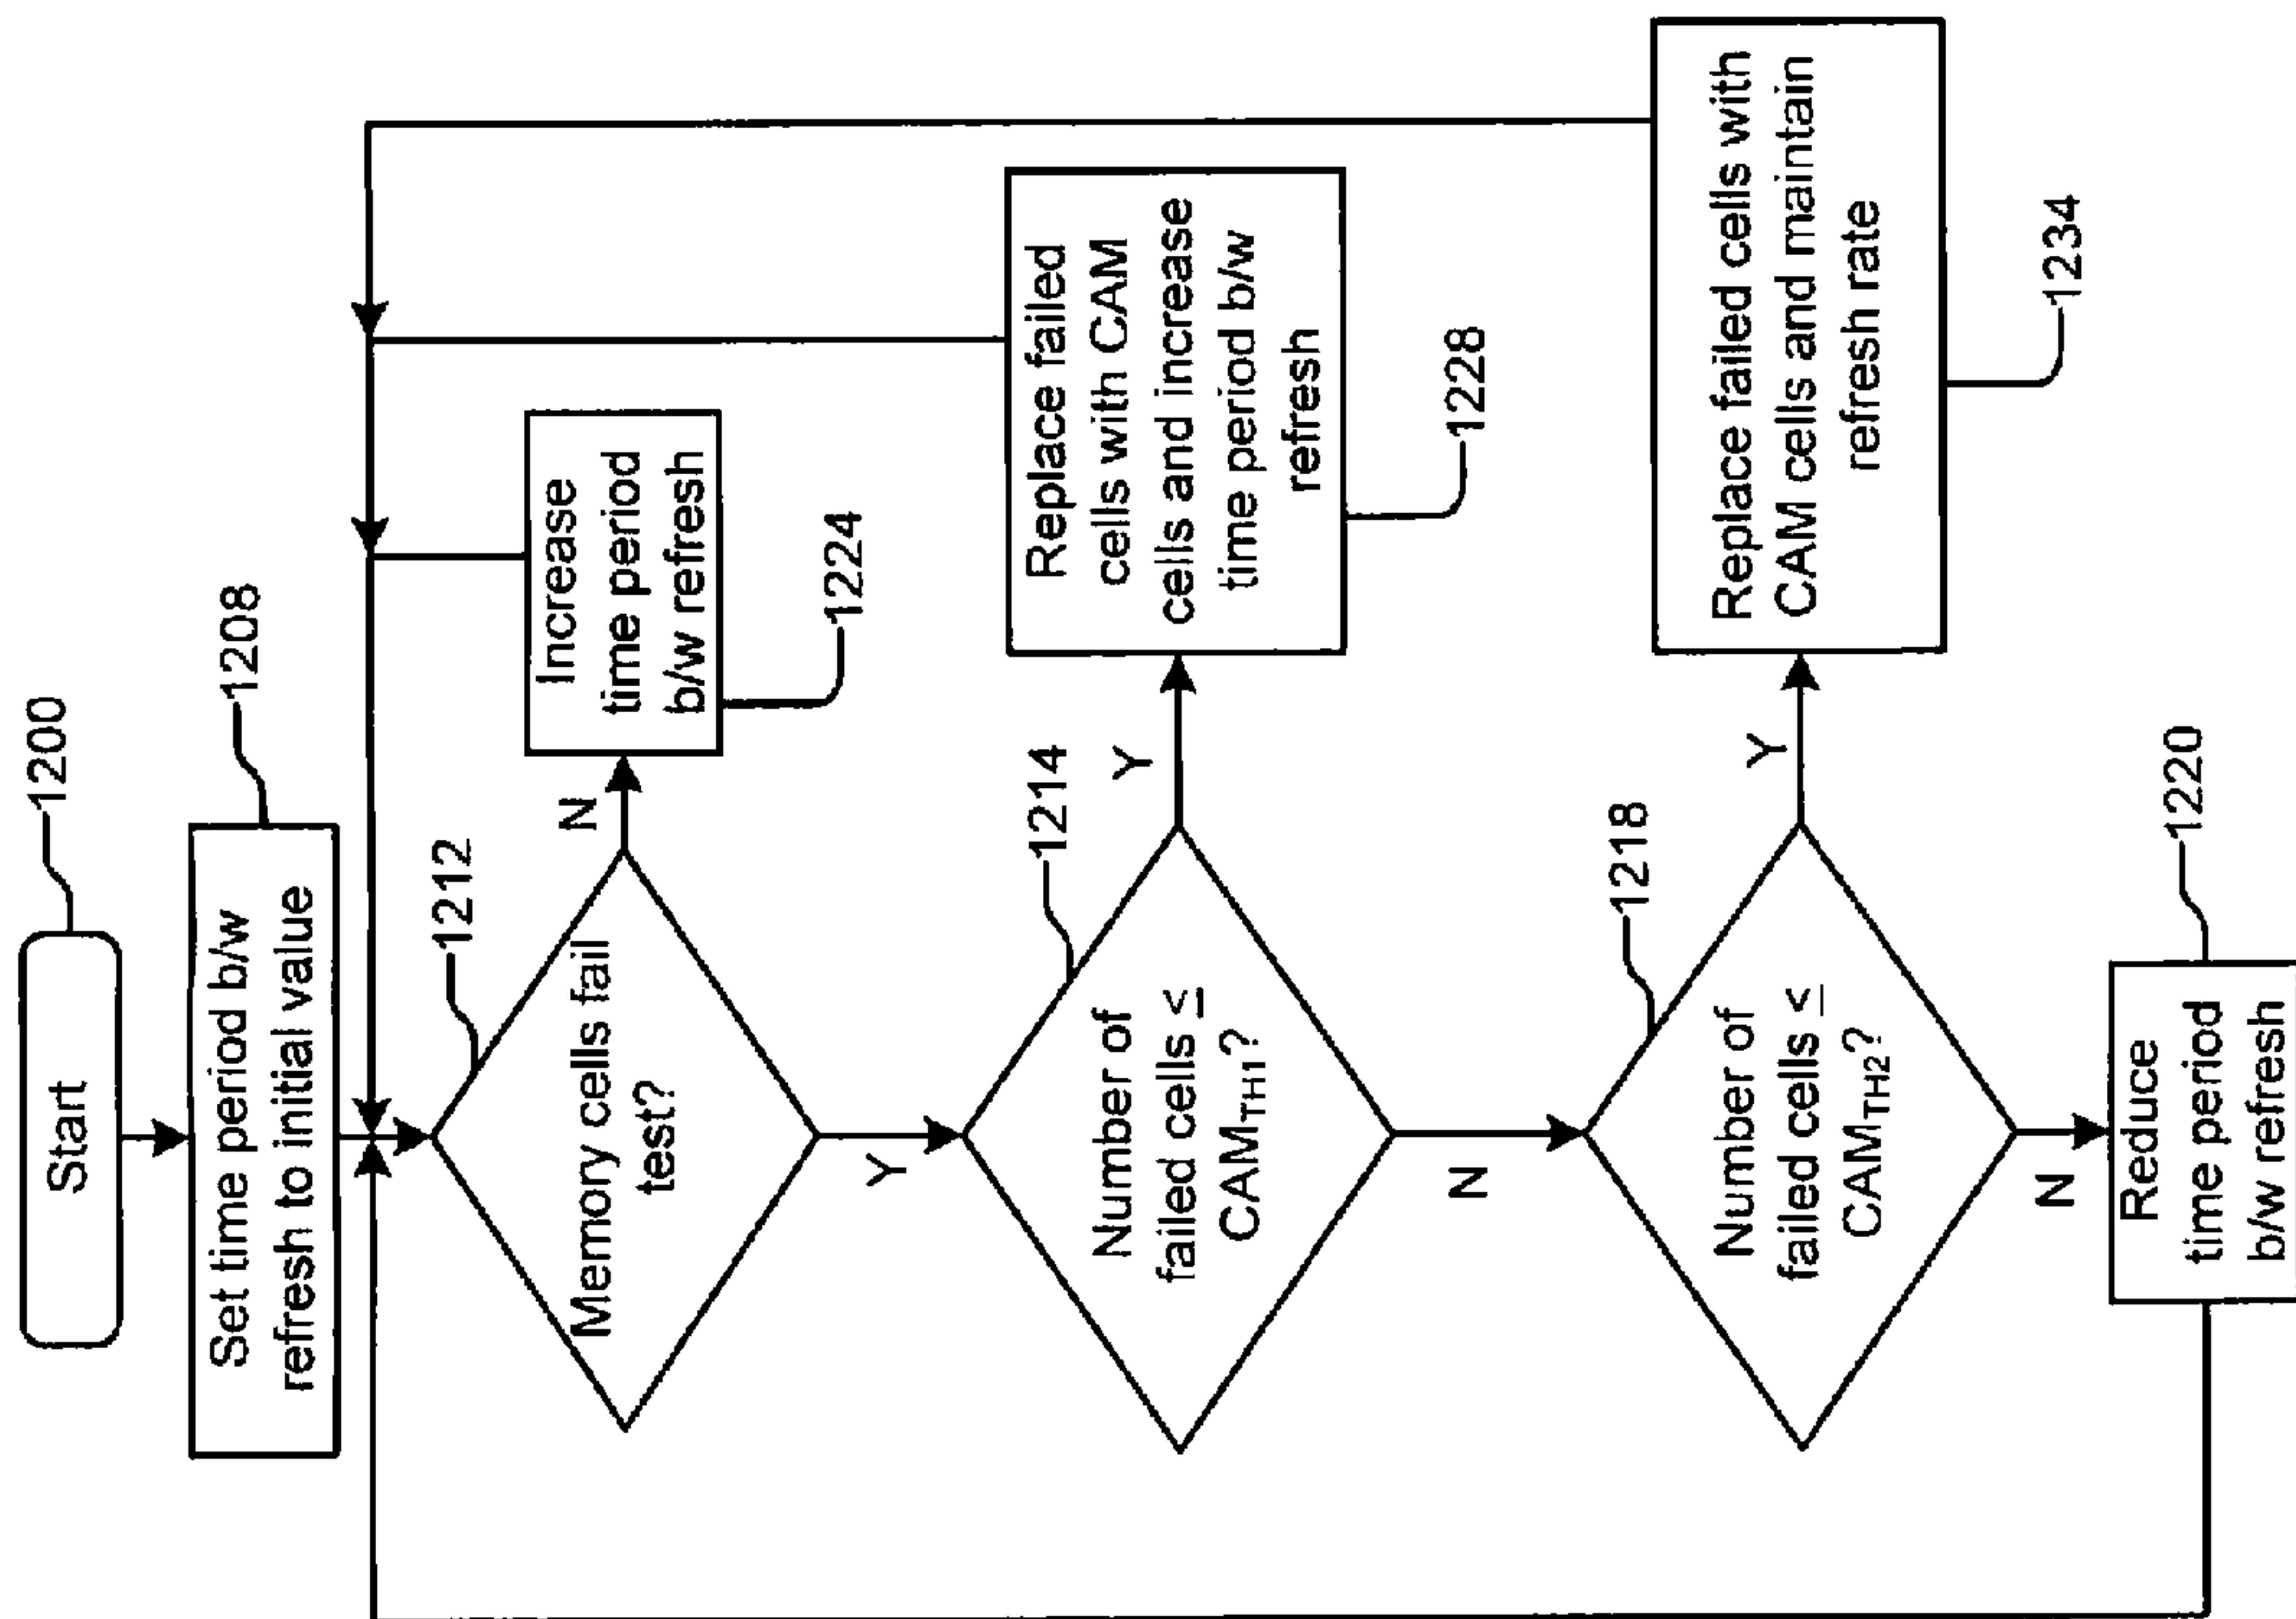 Start
1200
Set time period b/w
refresh to initial value
1208
Memory cells fail
test?
1212
N
Increase
time period
b/w refresh
1224
Y
Number of
failed cells ≤
CAMTH1?
1214
Y
Replace failed
cells with CAM
cells and increase
time period b/w
refresh
1228
N
Number of
failed cells ≤
CAMTH2?
1218
Y
Replace failed cells with
CAM cells and maintain
refresh rate
1234
N
Reduce
time period
b/w refresh
1220